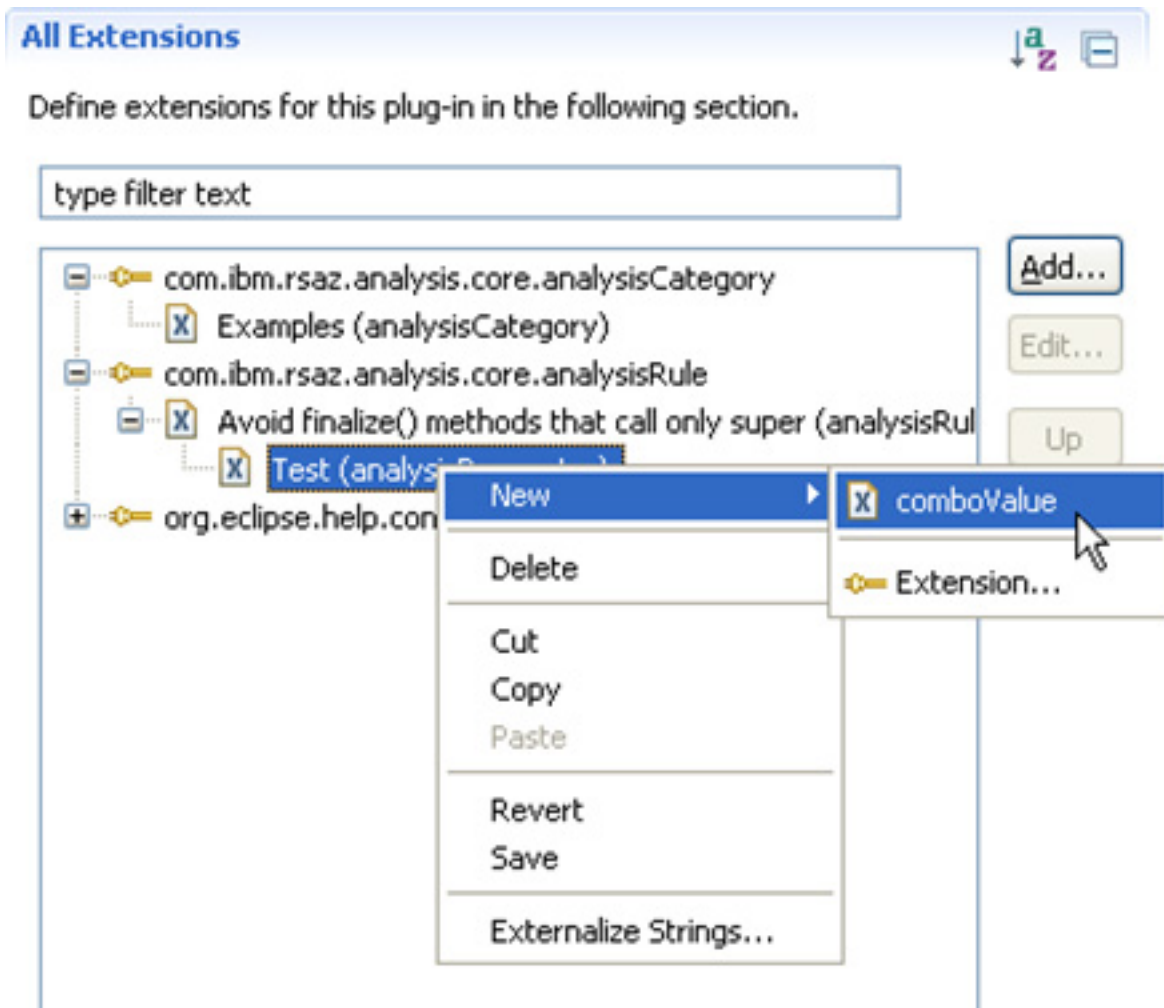 All Extensions
Define extensions for this plug-in in the following section.
type filter text
com.ibm.rsaz.analysis.core.analysisCategory
Examples (analysisCategory)
com.ibm.rsaz.analysis.core.analysisRule
Avoid finalize() methods that call only super (analysisRul
Test (analys
org.eclipse.help.con
Add...
Edit...
Up
New
Delete
Cut
Copy
Paste
Revert
Save
Externalize Strings...
comboValue
Extension...